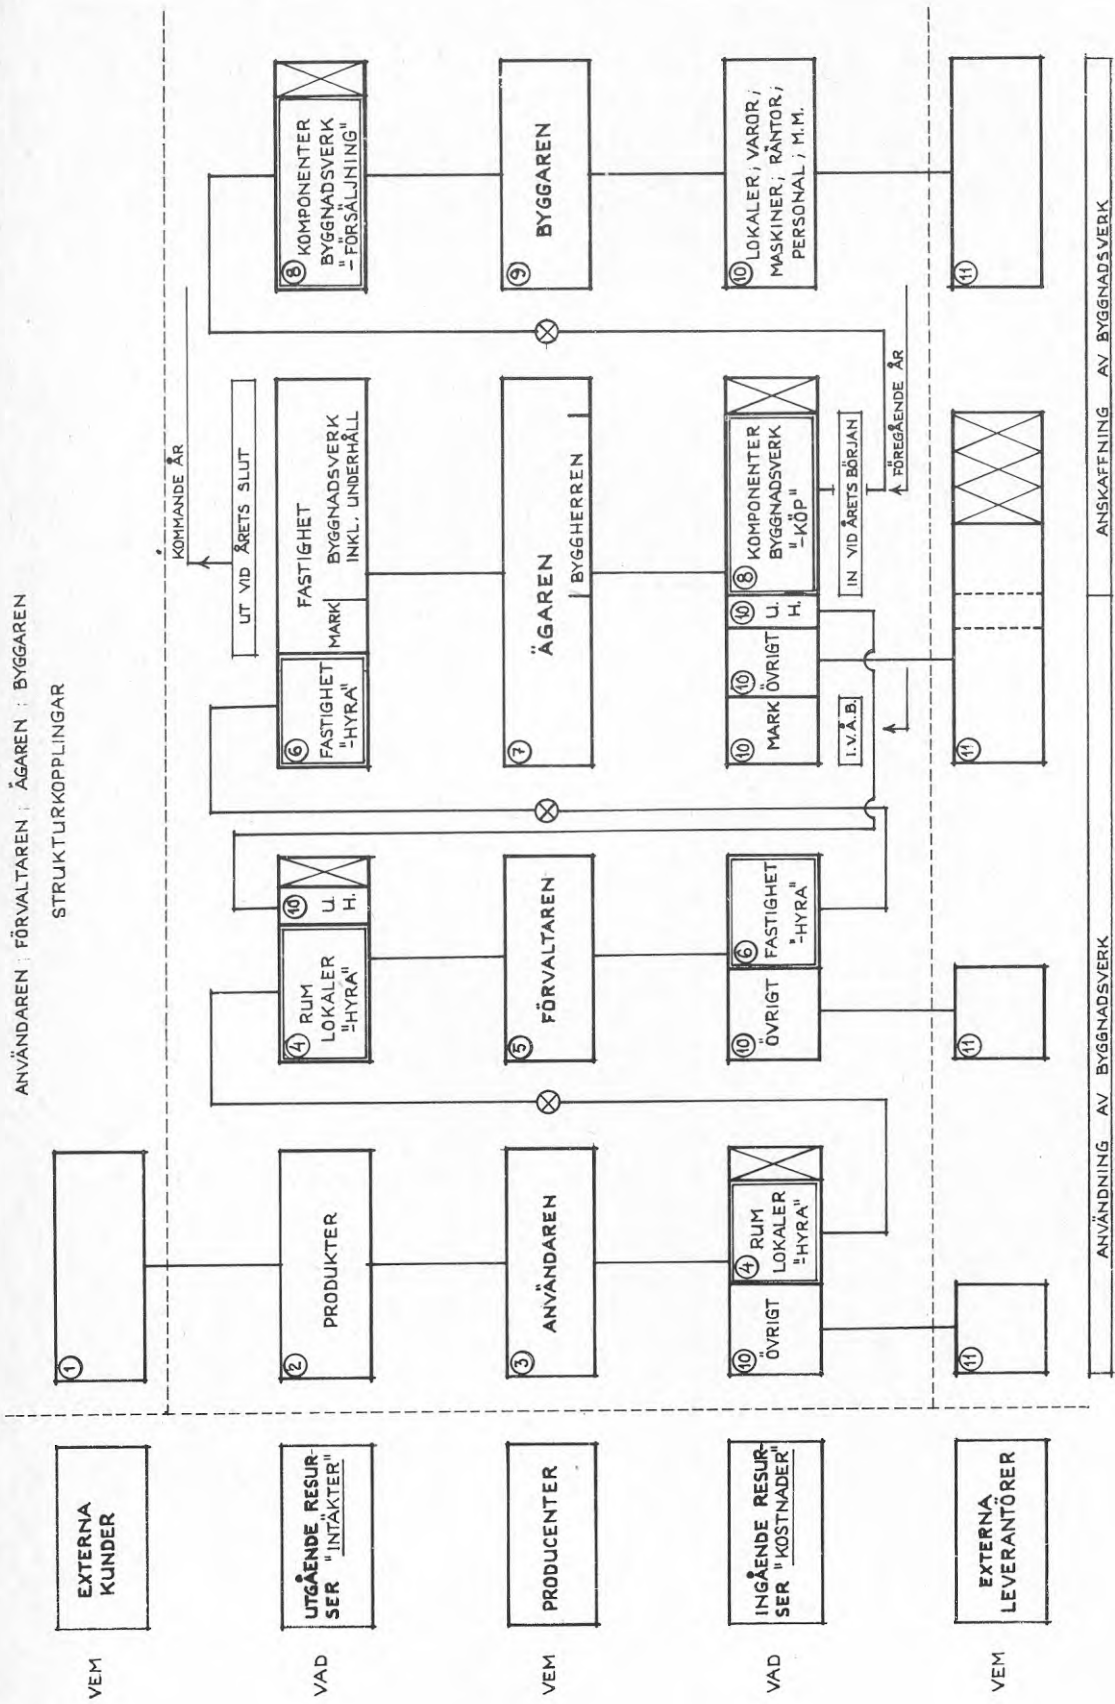 ANVÄNDAREN ; FÖRVALTAREN ; ÄGAREN ; BYGGAREN
STRUKTURKOPPLINGAR
VEM
EXTERNA
KUNDER
1
KOMMANDE ÅR
UT VID ÅRETS SLUT
VAD
UTGÅENDE RESUR-
SER "INTÄKTER"
2
PRODUKTER
4 RUM
LOKALER
-"HYRA"
10
U.
H.
6
FASTIGHET
-"HYRA"
FASTIGHET
MARK
BYGGNADSVERK
INKL. UNDERHÅLL
8 KOMPONENTER
BYGGNADSVERK
-"FÖRSÄLJNING"
VEM
PRODUCENTER
3
ANVÄNDAREN
5
FÖRVALTAREN
7
ÄGAREN
BYGGHERREN
9
BYGGAREN
VAD
INGÅENDE RESUR-
SER "KOSTNADER"
10
ÖVRIGT
4 RUM
LOKALER
-"HYRA"
10
ÖVRIGT
6
FASTIGHET
-"HYRA"
10
MARK
10
ÖVRIGT
10
U.
H.
8 KOMPONENTER
BYGGNADSVERK
-"KÖP"
10 LOKALER; VAROR;
MASKINER; RÄNTOR;
PERSONAL; M.M.
I.V.Å.B.
IN VID ÅRETS BÖRJAN
FÖREGÅENDE ÅR
VEM
EXTERNA
LEVERANTÖRER
11
11
11
11
ANVÄNDNING AV BYGGNADSVERK
ANSKAFFNING AV BYGGNADSVERK